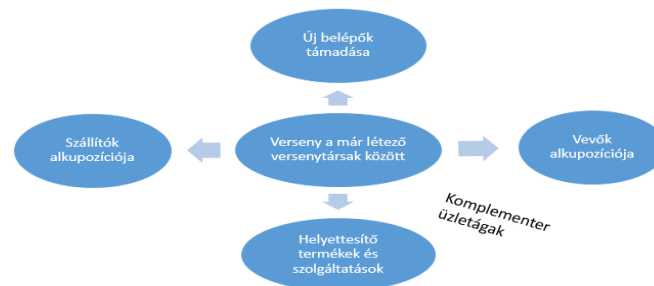 Új belépők
támadása
Szállítók
alkupozíciója
Verseny a már létező
versenytársak között
Vevők
alkupozíciója
Komplementer
üzletágak
Helyettesítő
termékek és
szolgáltatások